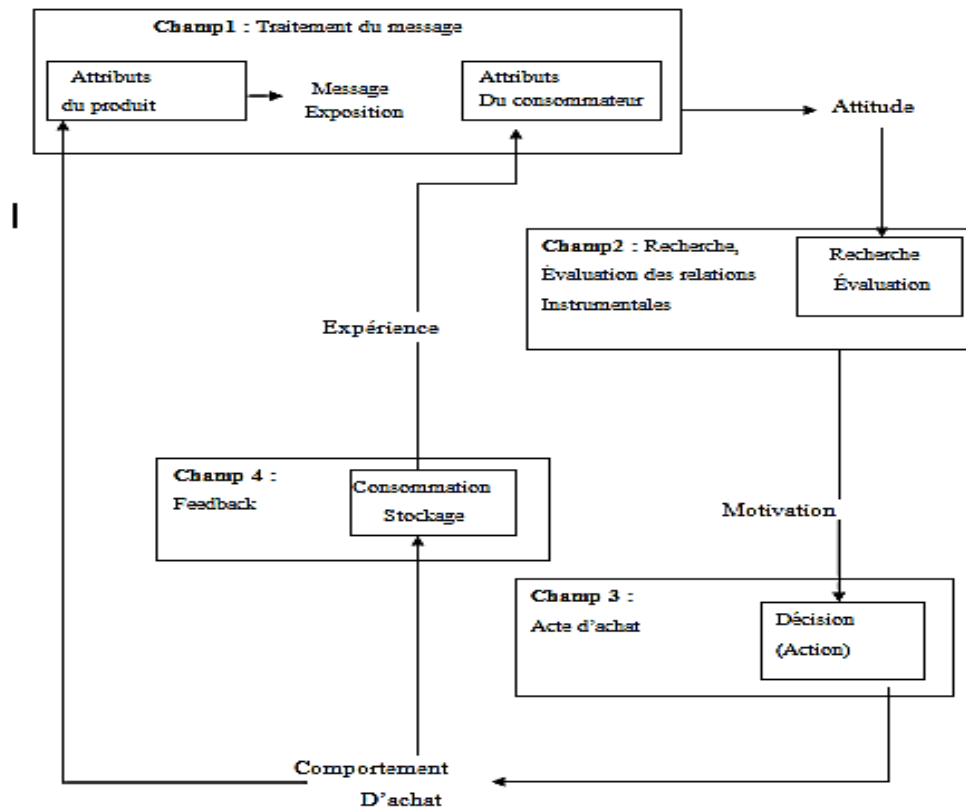 Champ1 : Traitement du message
Attributs
du produit
Message
Exposition
Attributs
Du consommateur
Attitude
Champ2 : Recherche,
Évaluation des relations
Instrumentales
Recherche
Évaluation
Expérience
Champ 4 :
Feedback
Consommation
Stockage
Motivation
Champ 3 :
Acte d'achat
Décision
(Action)
Comportement
D'achat